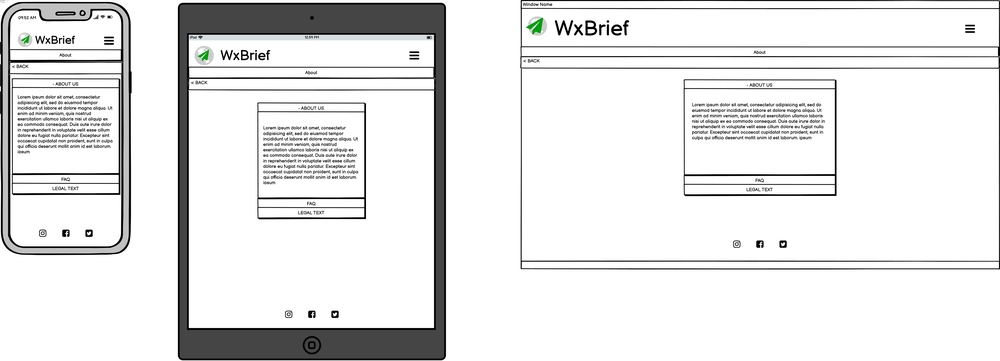 09:52 AM
WxBrief
About
< BACK
- ABOUT US
Lorem ipsum dolor sit amet, consectetur
adipisicing elit, sed do eiusmod tempor
incididunt ut labore et dolore magna aliqua. Ut
enim ad minim veniam, quis nostrud
exercitation ullamco laboris nisi ut aliquip ex
ea commodo consequat. Duis aute irure dolor
in reprehenderit in voluptate velit esse cillum
dolore eu fugiat nulla pariatur. Excepteur sint
occaecat cupidatat non proident, sunt in culpa
qui officia deserunt mollit anim id est laborum
ipsum
FAQ
LEGAL TEXT
iPod
12:59 PM
WxBrief
About
< BACK
- ABOUT US
Lorem ipsum dolor sit amet, consectetur
adipisicing elit, sed do eiusmod tempor
incididunt ut labore et dolore magna aliqua. Ut
enim ad minim veniam, quis nostrud
exercitation ullamco laboris nisi ut aliquip ex
ea commodo consequat. Duis aute irure dolor
in reprehenderit in voluptate velit esse cillum
dolore eu fugiat nulla pariatur. Excepteur sint
occaecat cupidatat non proident, sunt in culpa
qui officia deserunt mollit anim id est laborum
ipsum
FAQ
LEGAL TEXT
Window Name
WxBrief
About
< BACK
- ABOUT US
Lorem ipsum dolor sit amet, consectetur adipisicing elit, sed do
eiusmod tempor incididunt ut labore et dolore magna aliqua. Ut
enim ad minim veniam, quis nostrud exercitation ullamco laboris
nisi ut aliquip ex ea commodo consequat. Duis aute irure dolor in
reprehenderit in voluptate velit esse cillum dolore eu fugiat nulla
pariatur. Excepteur sint occaecat cupidatat non proident, sunt in
culpa qui officia deserunt mollit anim id est laborum ipsum
FAQ
LEGAL TEXT